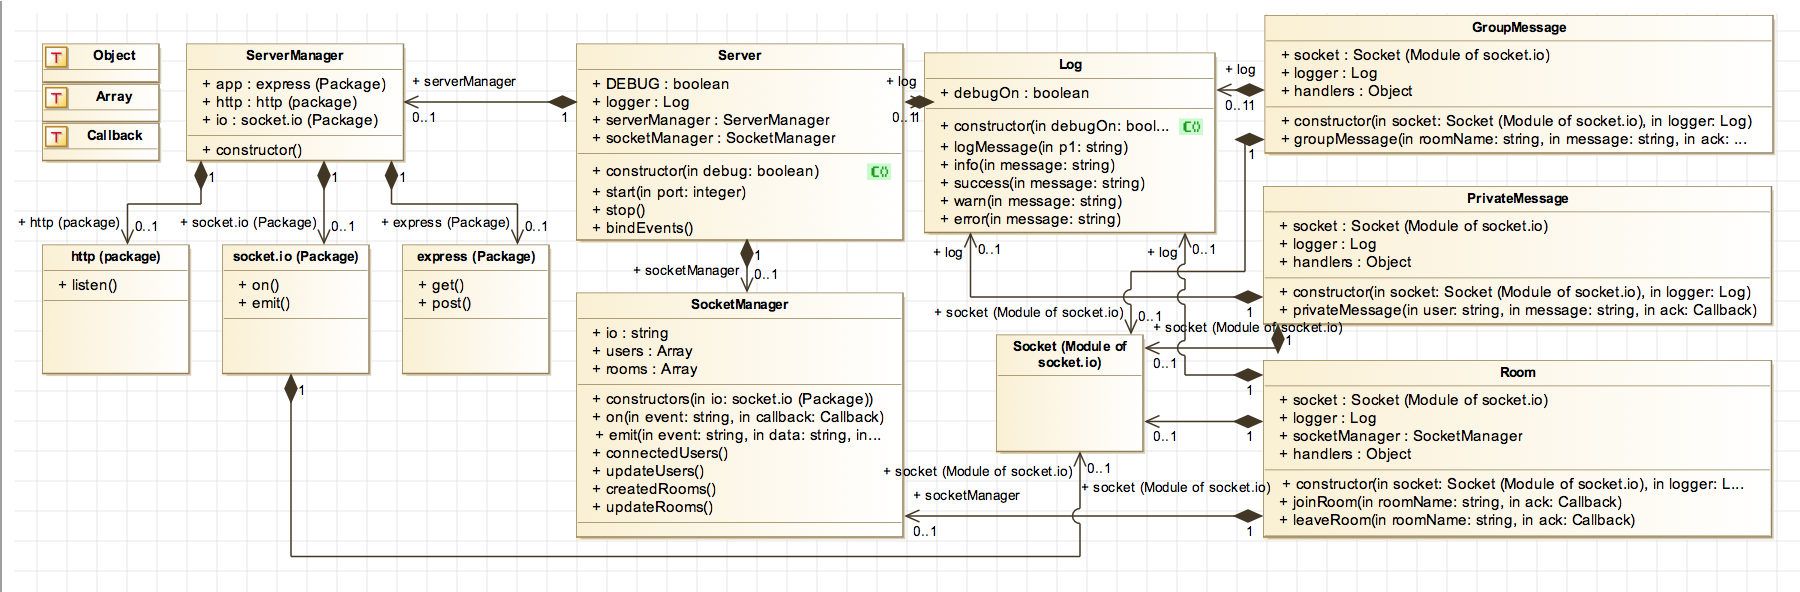 T Object
T Array
T Callback
ServerManager
+ app : express (Package)
+ http : http (package)
+ io : socket.io (Package)
+ constructor()
+ serverManager
0..1
1
Server
+ DEBUG : boolean
+ logger : Log
+ serverManager : ServerManager
+ socketManager : SocketManager
+ constructor(in debug: boolean)
C()
+ start(in port: integer)
+ stop()
+ bindEvents()
+ log
0..1
1
Log
+ debugOn : boolean
+ constructor(in debugOn: bool...
C()
+ logMessage(in p1: string)
+ info(in message: string)
+ success(in message: string)
+ warn(in message: string)
+ error(in message: string)
+ log
0..1
1
GroupMessage
+ socket : Socket (Module of socket.io)
+ logger : Log
+ handlers : Object
+ constructor(in socket: Socket (Module of socket.io), in logger: Log)
+ groupMessage(in roomName: string, in message: string, in ack: ...
1
1
1
1
+ http (package)
0..1
+ socket.io (Package)
0..1
+ express (Package)
0..1
http (package)
+ listen()
socket.io (Package)
+ on()
+ emit()
express (Package)
+ get()
+ post()
1
1
+ socketManager
0..1
SocketManager
+ io : string
+ users : Array
+ rooms : Array
+ constructors(in io: socket.io (Package))
+ on(in event: string, in callback: Callback)
+ emit(in event: string, in data: string, in...
+ connectedUsers()
+ updateUsers()
+ createdRooms()
+ updateRooms()
+ log
0..1
+ log
0..1
PrivateMessage
+ socket : Socket (Module of socket.io)
+ logger : Log
+ handlers : Object
+ constructor(in socket: Socket (Module of socket.io), in logger: Log)
+ privateMessage(in user: string, in message: string, in ack: Callback)
1
+ socket (Module of socket.io)
0..1
+ socket (Module of socket.io)
0..1
1
Socket (Module of
socket.io)
1
0..1
1
+ socket (Module of socket.io)
0..1
+ socket (Module of socket.io)
+ socketManager
0..1
1
Room
+ socket : Socket (Module of socket.io)
+ logger : Log
+ socketManager : SocketManager
+ handlers : Object
+ constructor(in socket: Socket (Module of socket.io), in logger: L...
+ joinRoom(in roomName: string, in ack: Callback)
+ leaveRoom(in roomName: string, in ack: Callback)